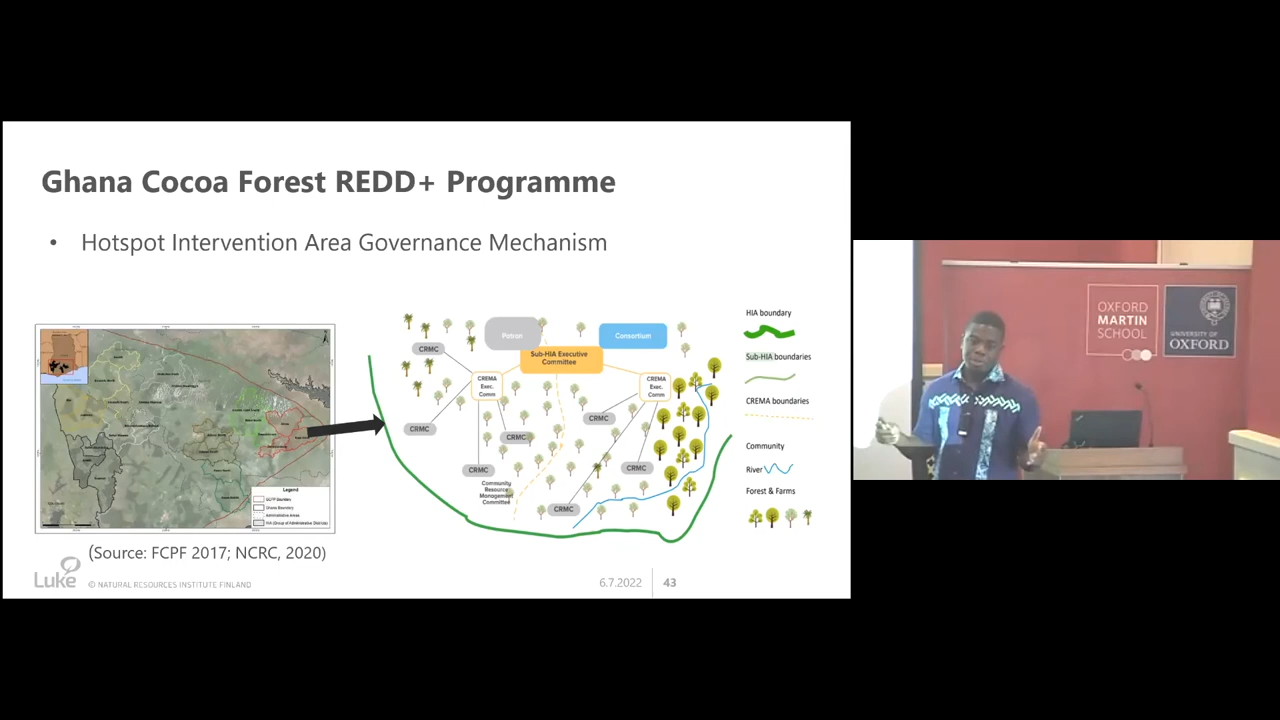 Ghana Cocoa Forest REDD+ Programme
• Hotspot Intervention Area Governance Mechanism
Legend
(Source: FCPF 2017; NCRC, 2020)
Patron
Consortium
Sub-HIA Executive
Committee
CRMC
CREMA
Exec.
Comm
CREMA
Exec.
Comm
CRMC
CRMC
CRMC
CRMC
CRMC
Community
Resource
Management
Committee
CRMC
HIA boundary
Sub-HIA boundaries
CREMA boundaries
Community
River
Forest & Farms
Luke
© NATURAL RESOURCES INSTITUTE FINLAND
6.7.2022
43
OXFORD
MARTIN
SCHOOL
UNIVERSITY OF
OXFORD